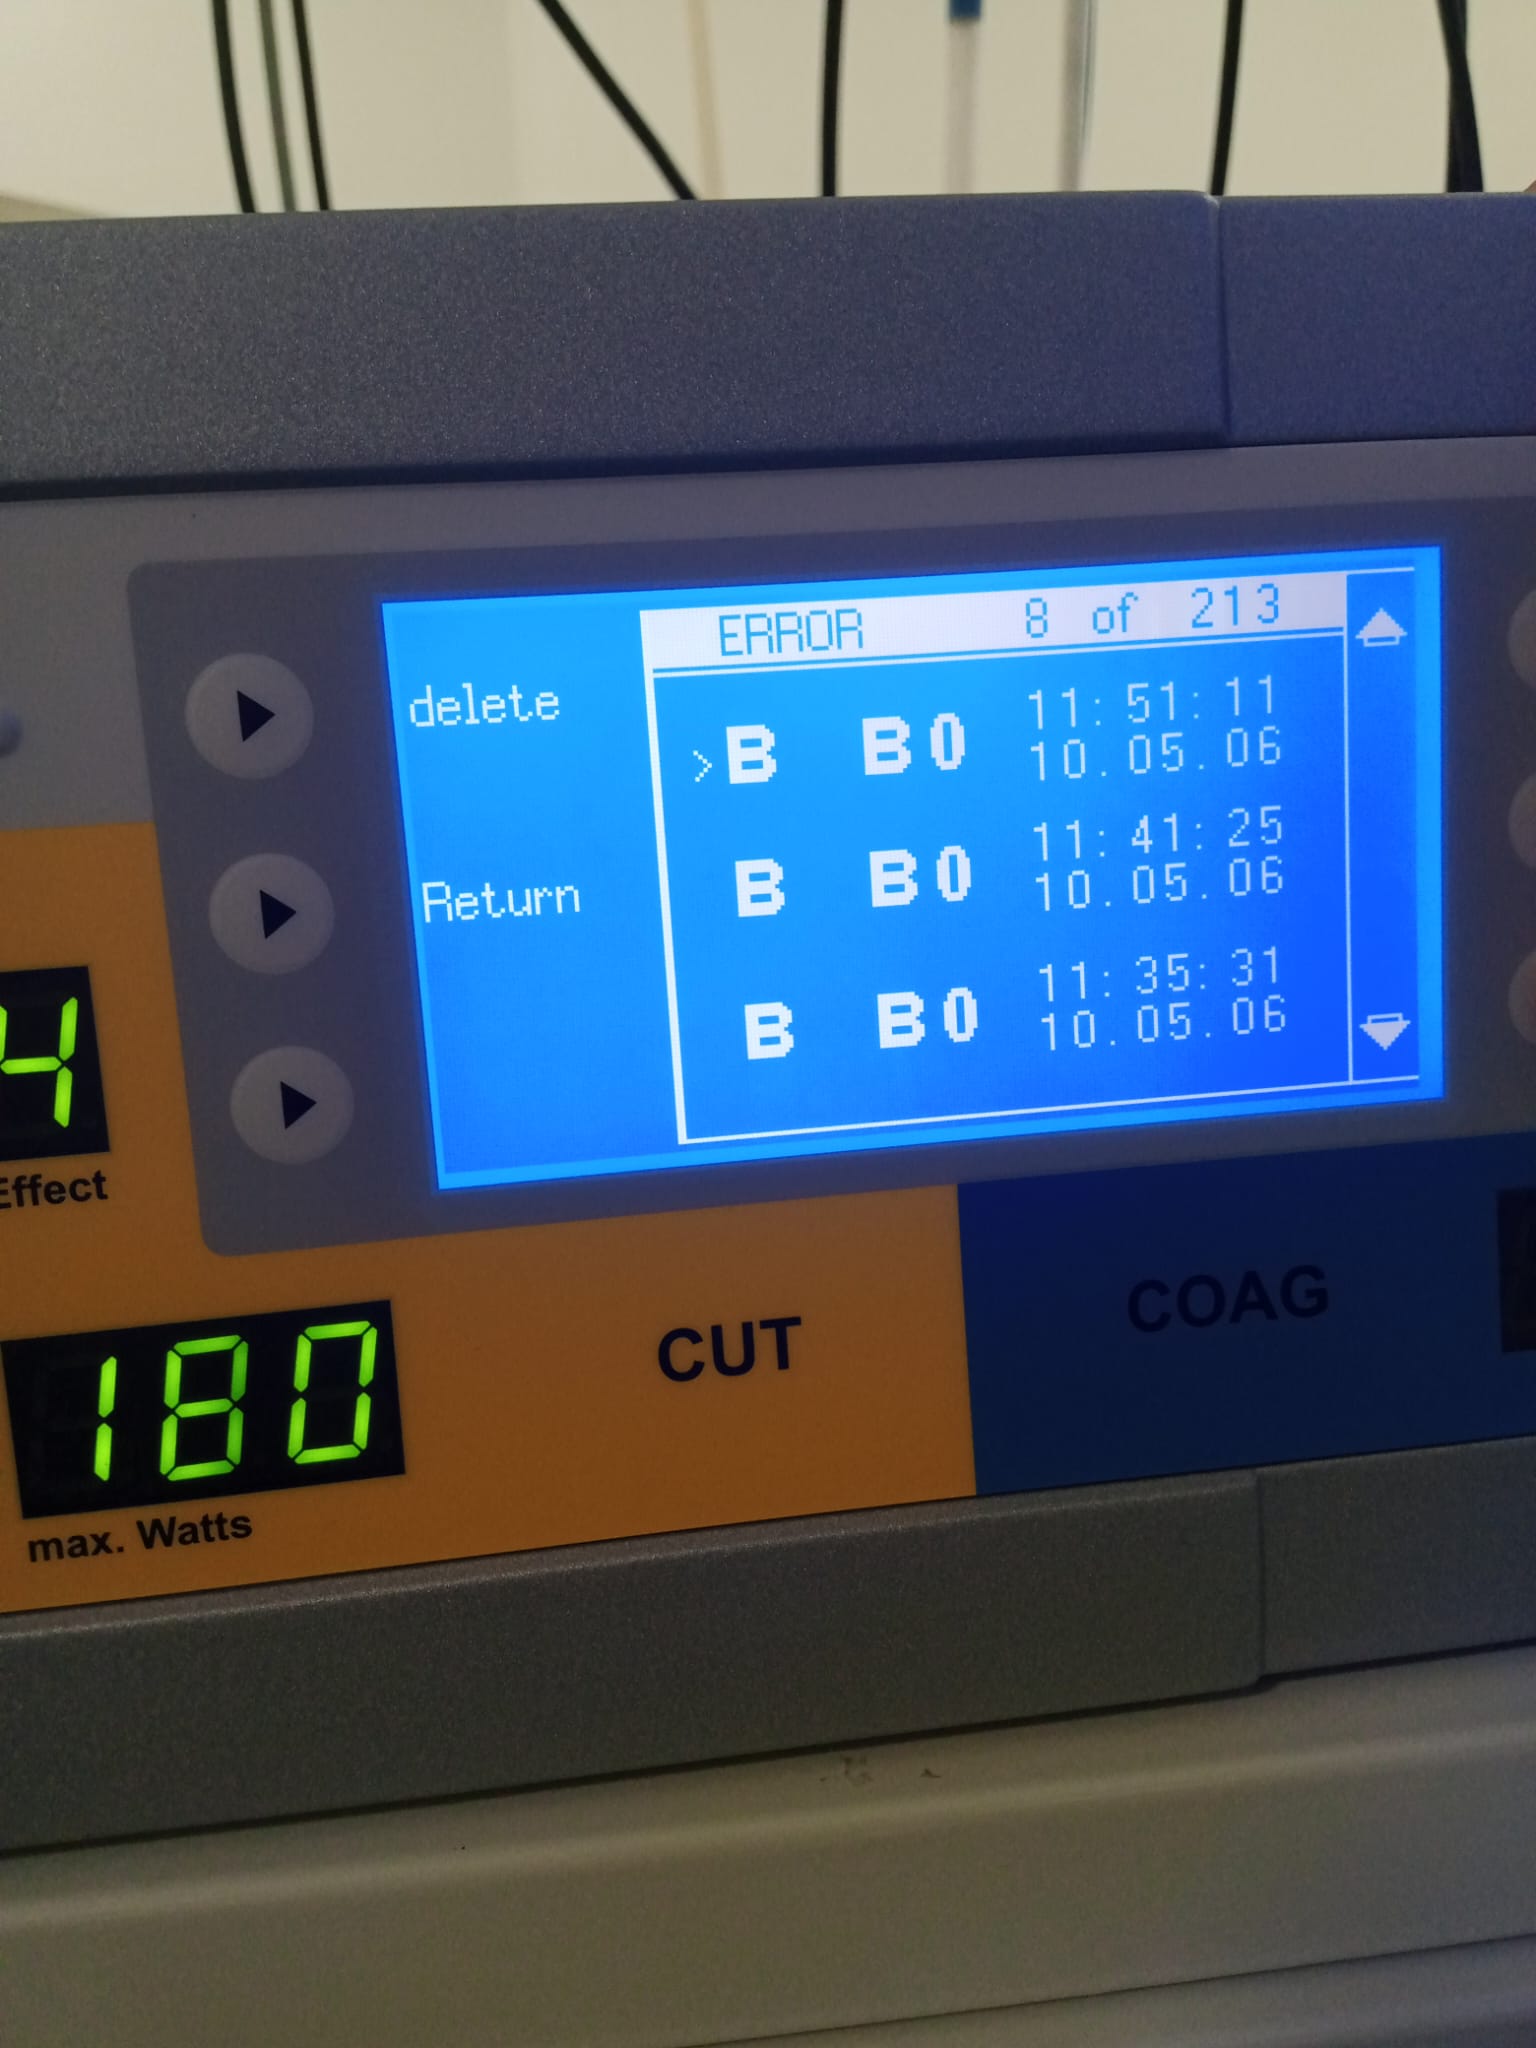 ERROR 8 of 213
delete
>B B0 11:51:11
10.05.06
B B0 11:41:25
10.05.06
Return
B B0 11:35:31
10.05.06
4
Effect
180
max. Watts
CUT
COAG